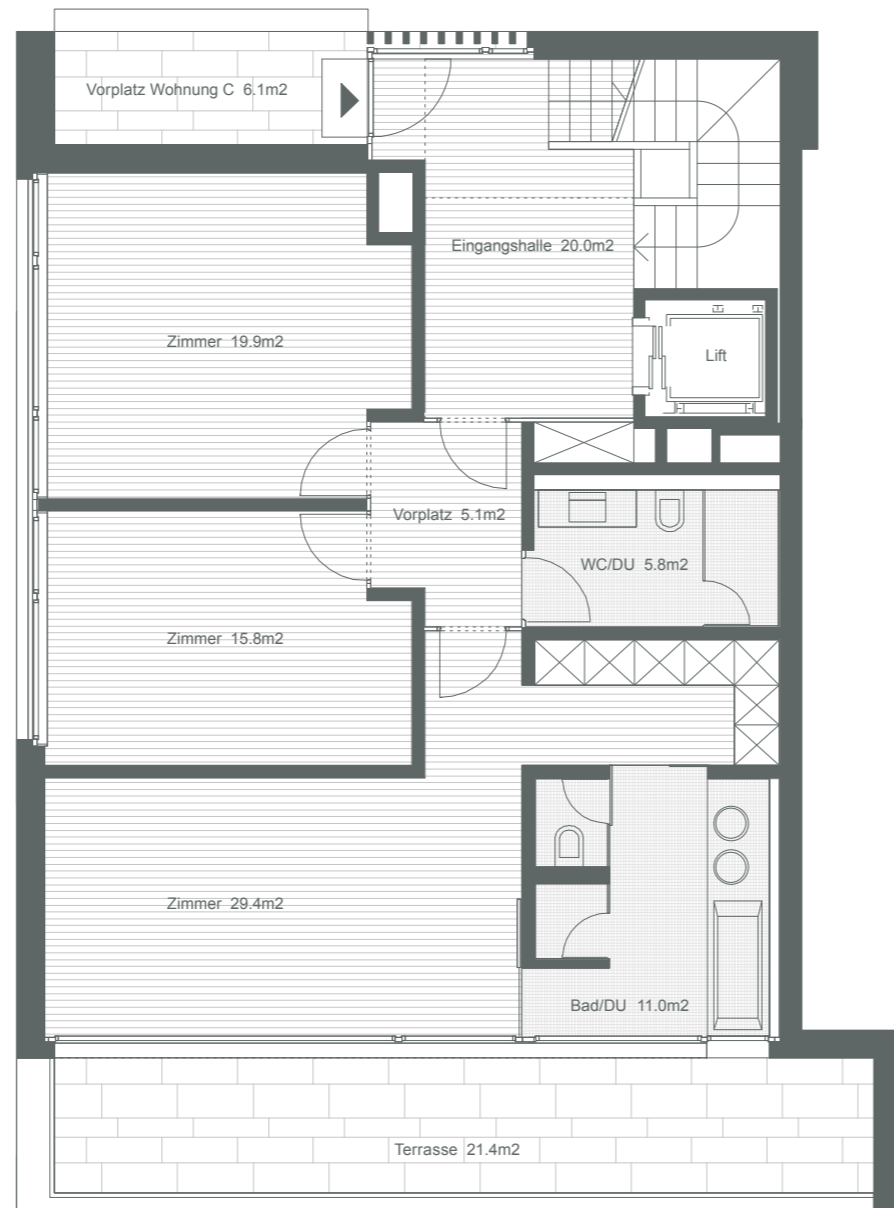 Vorplatz Wohnung C 6.1m2
Eingangshalle 20.0m2
Zimmer 19.9m2
Lift
Vorplatz 5.1m2
WC/DU 5.8m2
Zimmer 15.8m2
Zimmer 29.4m2
Bad/DU 11.0m2
Terrasse 21.4m2